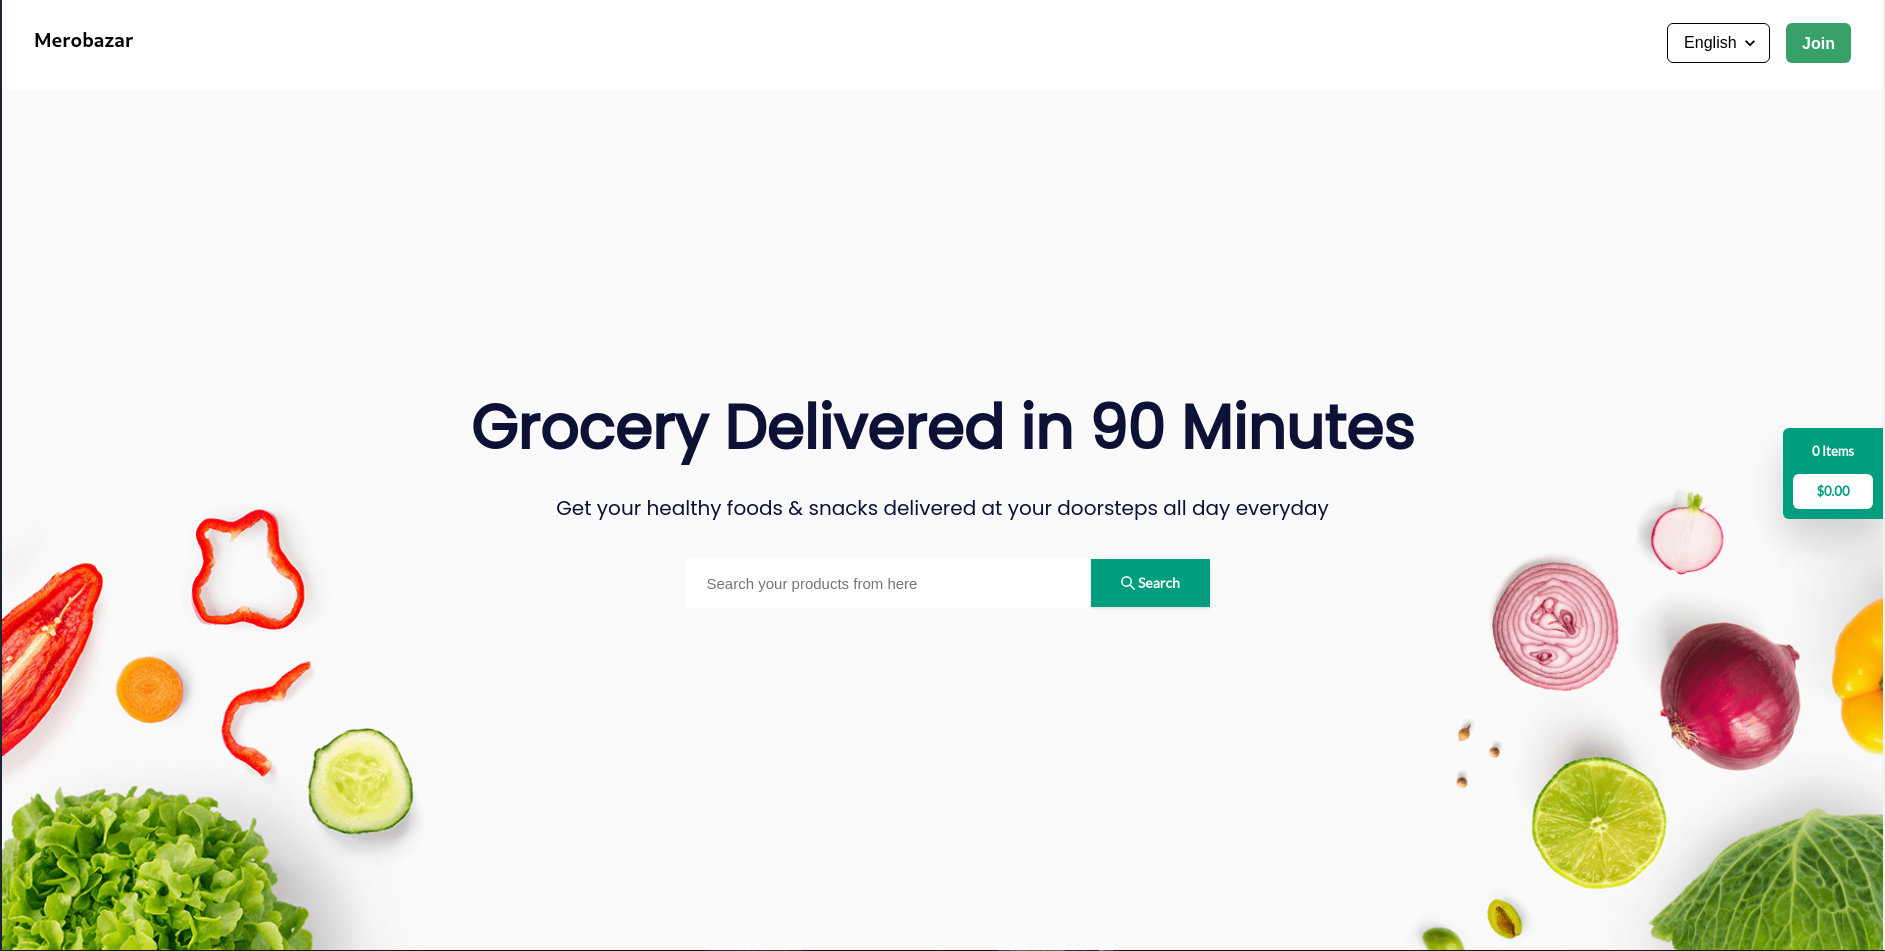 Merobazar
English
Join
Grocery Delivered in 90 Minutes
0 Items
$0.00
Get your healthy foods & snacks delivered at your doorsteps all day everyday
Search your products from here
Search